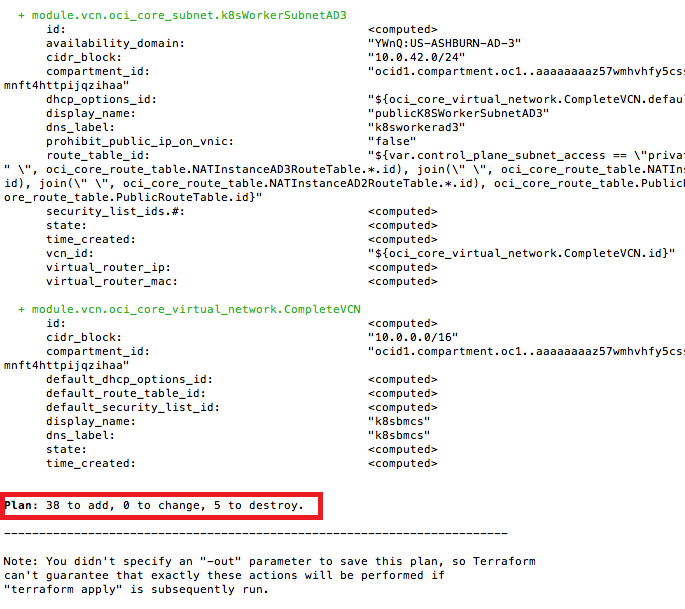 + module.vcn.oci_core_subnet.k8sWorkerSubnetAD3
id: <computed>
availability_domain: "YWnQ:US-ASHBURN-AD-3"
cidr_block: "10.0.42.0/24"
compartment_id: "ocid1.compartment.oc1..aaaaaaaaz57wmhvhfy5css
mnft4httpijqzihaa"
dhcp_options_id: "${oci_core_virtual_network.CompleteVCN.defau
display_name: "publicK8SWorkerSubnetAD3"
dns_label: "k8sworkerad3"
prohibit_public_ip_on_vnic: "false"
route_table_id: "${var.control_plane_subnet_access == \"privat
" \", oci_core_route_table.NATInstanceAD3RouteTable.*.id), join(\" \", oci_core_route_table.NATIns
id), join(\" \", oci_core_route_table.NATInstanceAD2RouteTable.*.id), oci_core_route_table.PublicR
ore_route_table.PublicRouteTable.id}"
security_list_ids.#: <computed>
state: <computed>
time_created: <computed>
vcn_id: "${oci_core_virtual_network.CompleteVCN.id}"
virtual_router_ip: <computed>
virtual_router_mac: <computed>
+ module.vcn.oci_core_virtual_network.CompleteVCN
id: <computed>
cidr_block: "10.0.0.0/16"
compartment_id: "ocid1.compartment.oc1..aaaaaaaaz57wmhvhfy5css
mnft4httpijqzihaa"
default_dhcp_options_id: <computed>
default_route_table_id: <computed>
default_security_list_id: <computed>
display_name: "k8sbmcs"
dns_label: "k8sbmcs"
state: <computed>
time_created: <computed>
Plan: 38 to add, 0 to change, 5 to destroy.
------------------------------------------------------------------------
Note: You didn't specify an "-out" parameter to save this plan, so Terraform
can't guarantee that exactly these actions will be performed if
"terraform apply" is subsequently run.